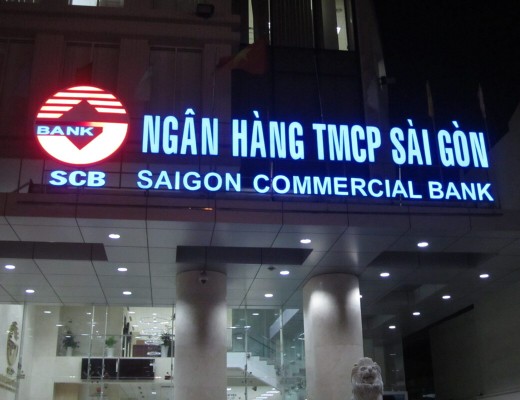 BANK
SCB
NGÂN HÀNG TMCP SÀI GÒN
SAIGON COMMERCIAL BANK